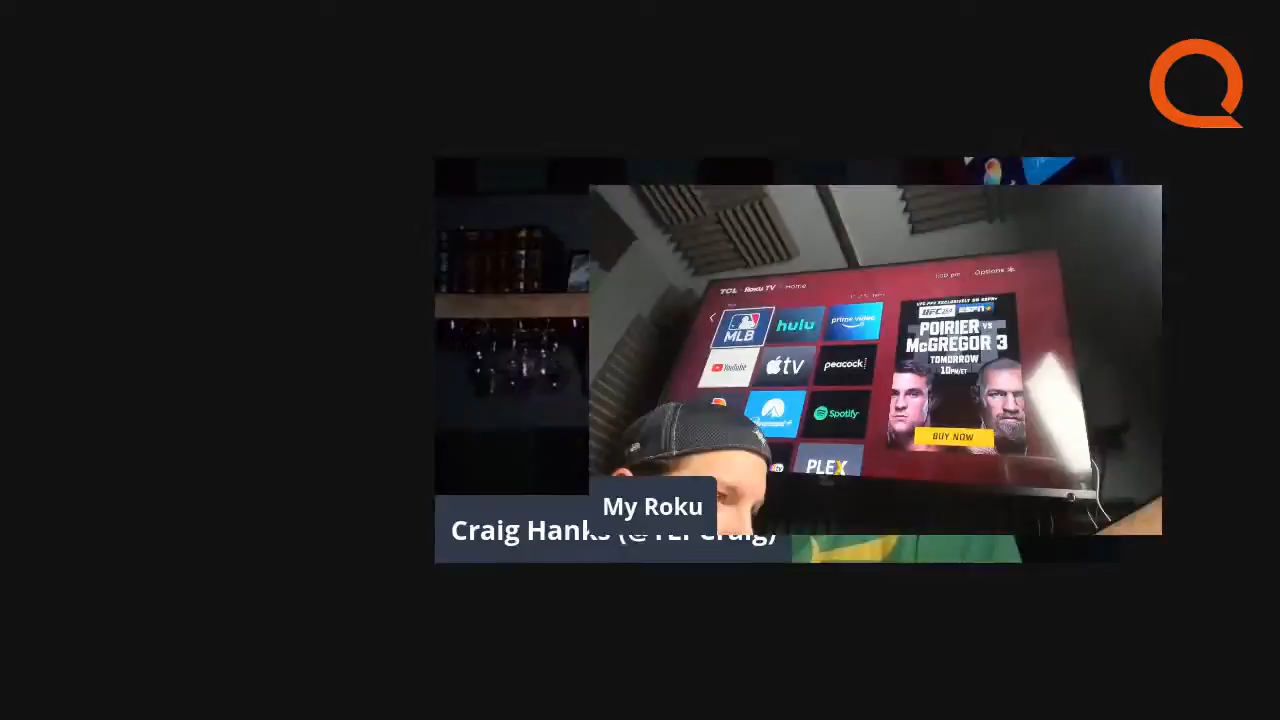 TCL · Roku TV Home
Options ✱
MLB
hulu
prime video
YouTube
tv
peacock
Paramount+
Spotify
PLEX
UFC
ESPN+
POIRIER VS
McGREGOR 3
TOMORROW
10PM/ET
BUY NOW
My Roku
Craig Hanks